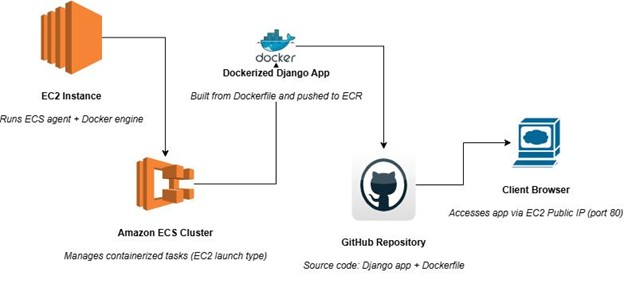 docker
Dockerized Django App
Built from Dockerfile and pushed to ECR
EC2 Instance
Runs ECS agent + Docker engine
Amazon ECS Cluster
Manages containerized tasks (EC2 launch type)
GitHub Repository
Source code: Django app + Dockerfile
Client Browser
Accesses app via EC2 Public IP (port 80)